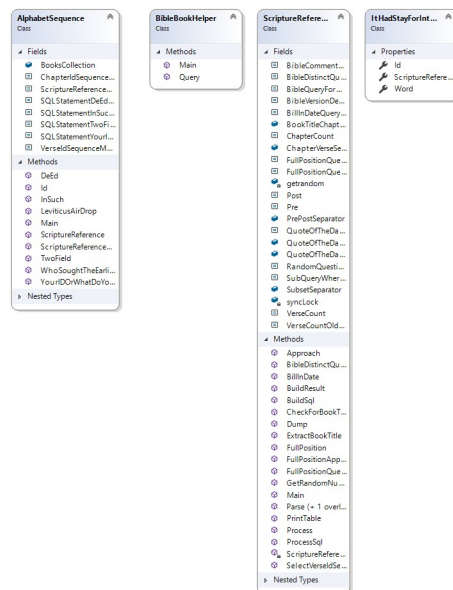 AlphabetSequence
Class
Fields
BooksCollection
ChapterIdSequence...
ScriptureReference...
SQLStatementDeEd...
SQLStatementInSuc...
SQLStatementTwoFi...
SQLStatementYourI...
VerseIdSequenceM...
Methods
DeEd
Id
InSuch
LeviticusAirDrop
Main
ScriptureReference
ScriptureReference...
TwoField
WhoSoughtTheEarli...
YourIDOrWhatDoYo...
Nested Types
BibleBookHelper
Class
Methods
Main
Query
ScriptureRefere...
Class
Fields
BibleComment...
BibleDistinctQu...
BibleQueryFor...
BibleVersionDe...
BillInDateQuery...
BookTitleChapt...
ChapterCount
ChapterVerseSe...
FullPositionQue...
FullPositionQue...
getrandom
Post
Pre
PrePostSeparator
QuoteOfTheDa...
QuoteOfTheDa...
QuoteOfTheDa...
RandomQuesti...
SubQueryWher...
SubsetSeparator
syncLock
VerseCount
VerseCountOld...
Methods
Approach
BibleDistinctQu...
BillInDate
BuildResult
BuildSql
CheckForBookT...
Dump
ExtractBookTitle
FullPosition
FullPositionApp...
FullPositionQue...
GetRandomNu...
Main
Parse (+ 1 overl...
PrintTable
Process
ProcessSql
ScriptureRefere...
SelectVerseIdSe...
Nested Types
ItHadStayForInt...
Class
Properties
Id
ScriptureRefere...
Word